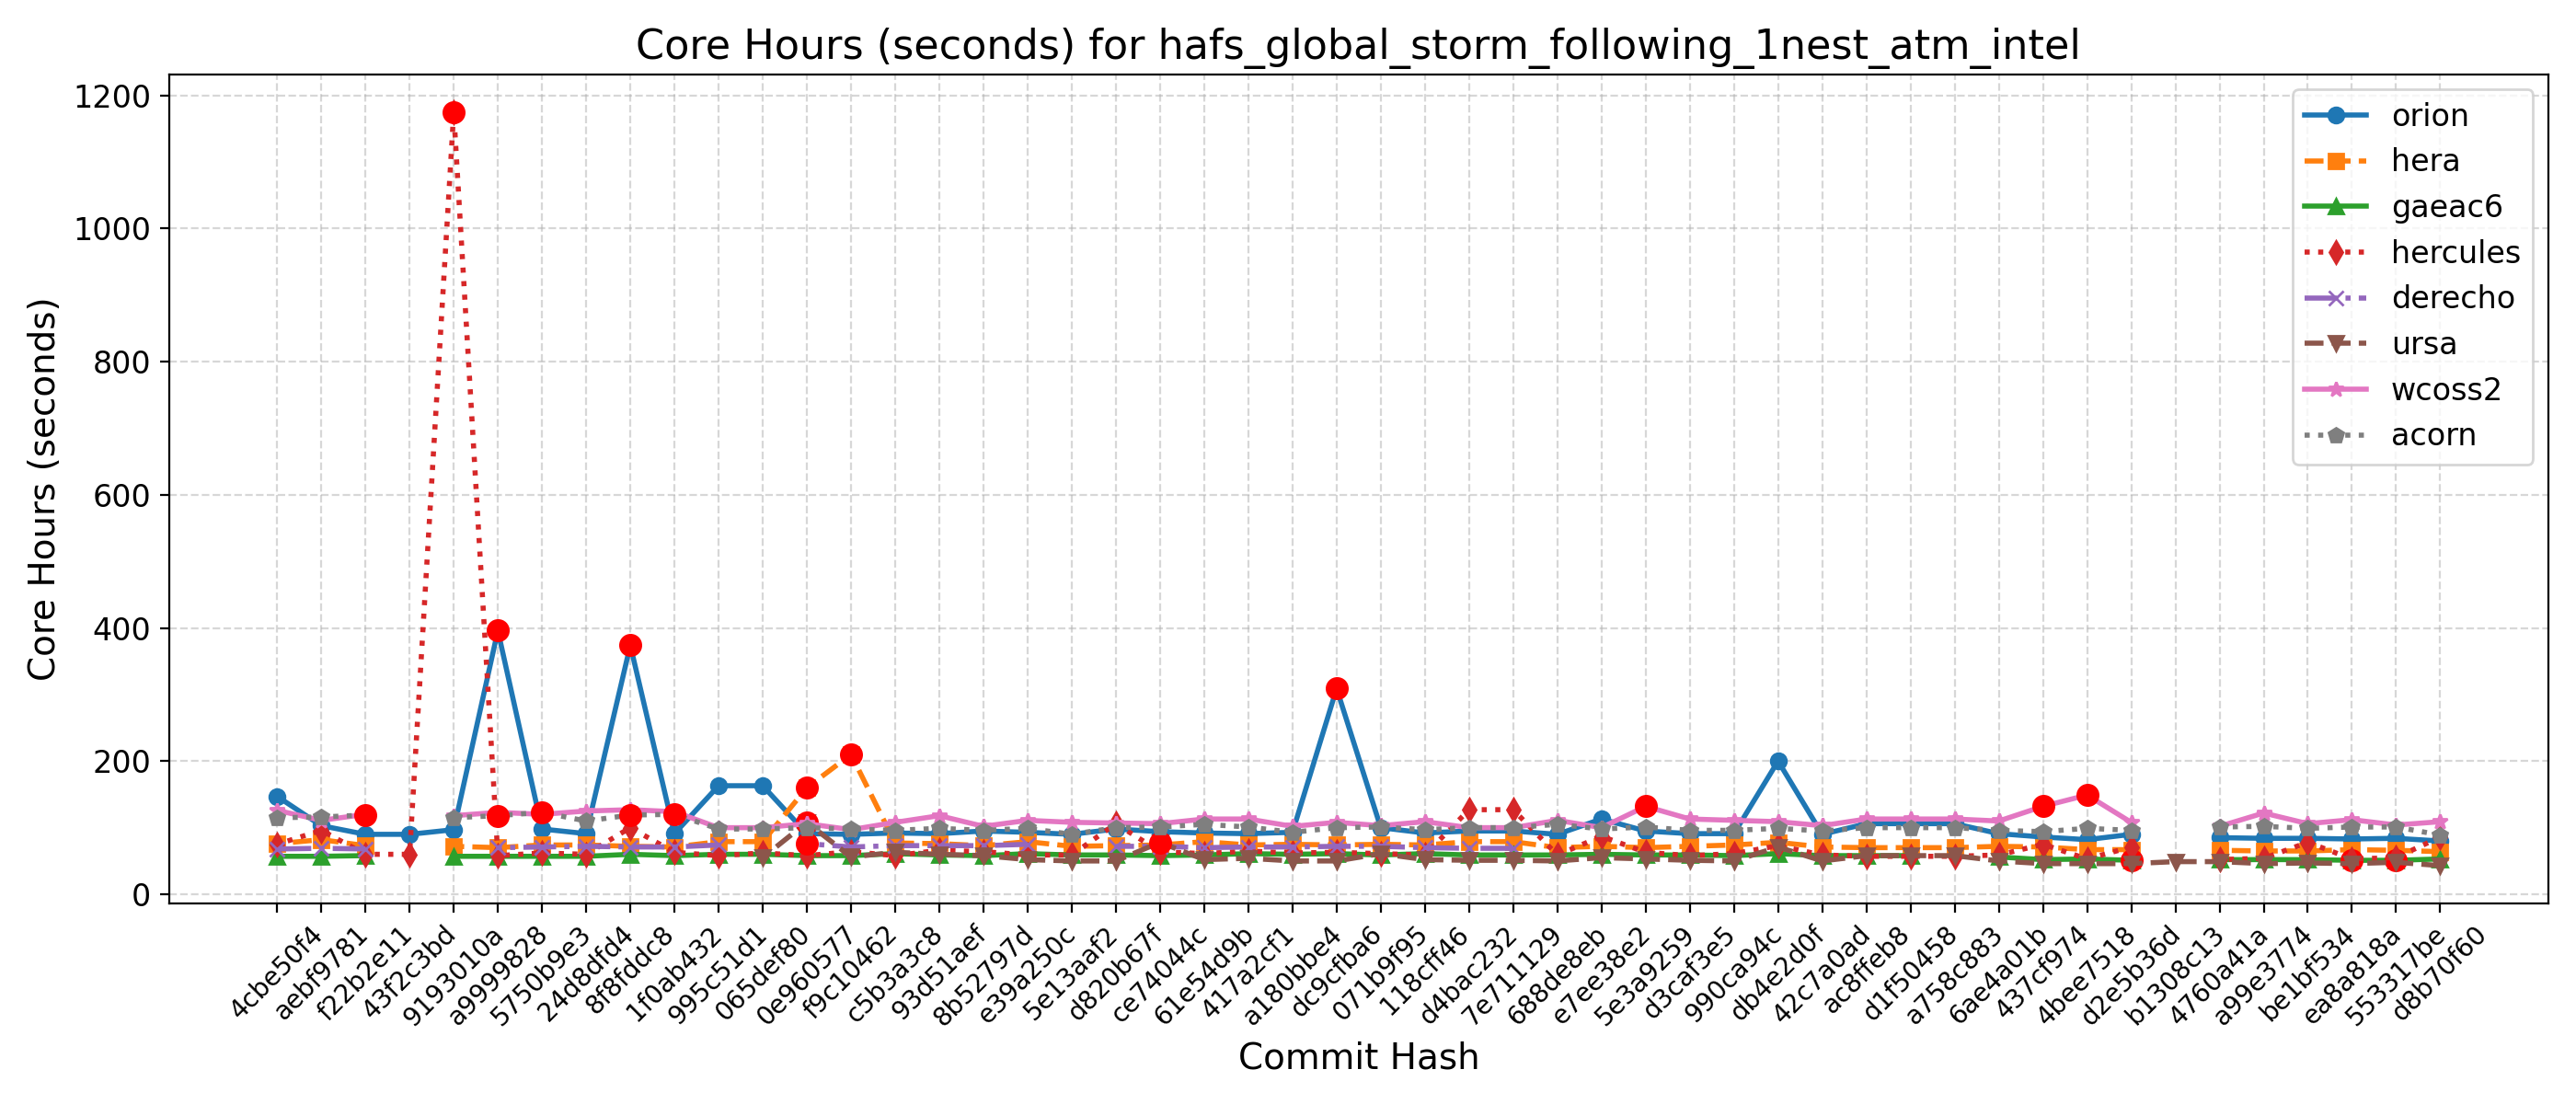 Core Hours (seconds) for hafs_global_storm_following_1nest_atm_intel
Core Hours (seconds)
1200
1000
800
600
400
200
0
orion
hera
gaeac6
hercules
derecho
ursa
wcoss2
acorn
4cbe50f4
aebf9781
f22b2e11
43f2c3bd
9193010a
a9999828
5750b9e3
24d8dfd4
8f8fddc8
1f0ab432
995c51d1
065def80
0e960577
f9c10462
c5b3a3c8
93d51aef
8b52797d
e39a250c
5e13aaf2
d820b67f
ce74044c
61e54d9b
417a2cf1
a180bbe4
dc9cfba6
071b9f95
118cff46
d4bac232
7e711129
688de8eb
e7ee38e2
5e3a9259
d3caf3e5
990ca94c
db4e2d0f
42c7a0ad
ac8ffeb8
d1f50458
a758c883
6ae4a01b
437cf974
4bee7518
d2e5b36d
b1308c13
4760a41a
a99e3774
be1bf534
ea8a818a
553317be
d8b70f60
Commit Hash